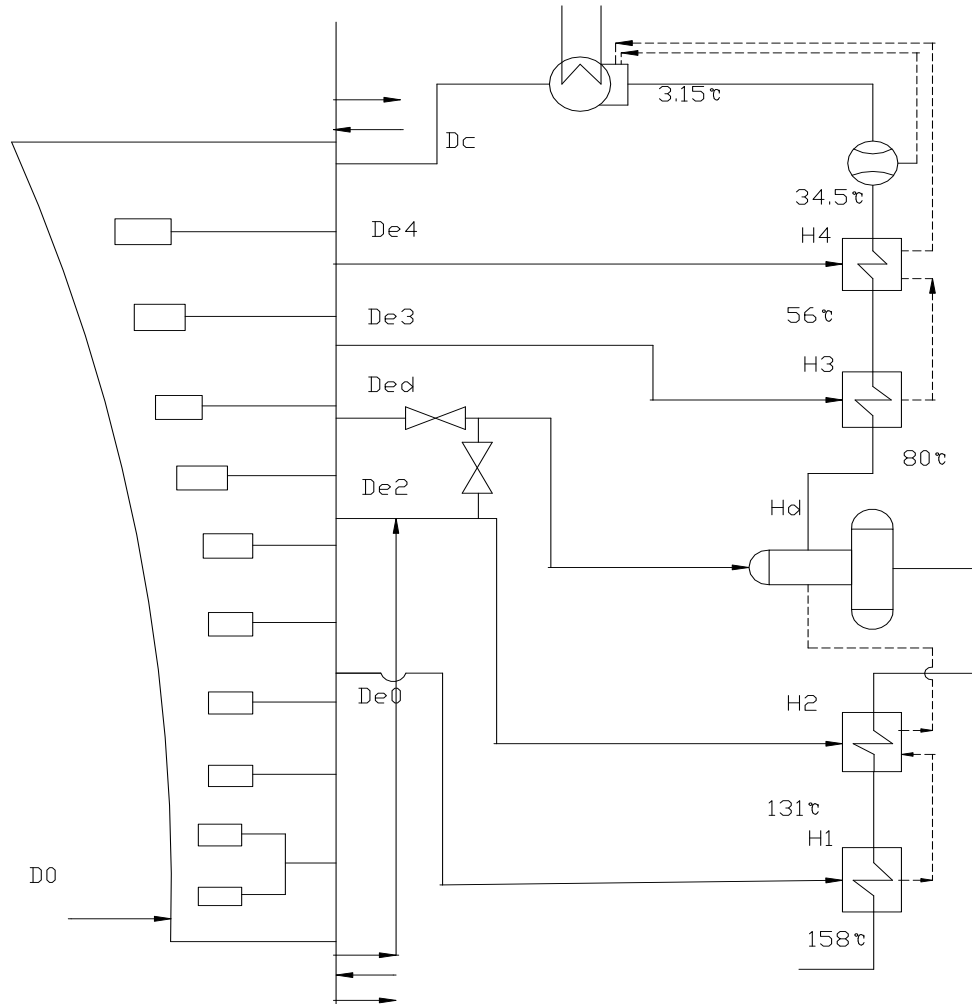 3.15℃
Dc
34.5℃
De4
H4
56℃
De3
H3
Ded
80℃
De2
Hd
De0
H2
131℃
H1
D0
158℃